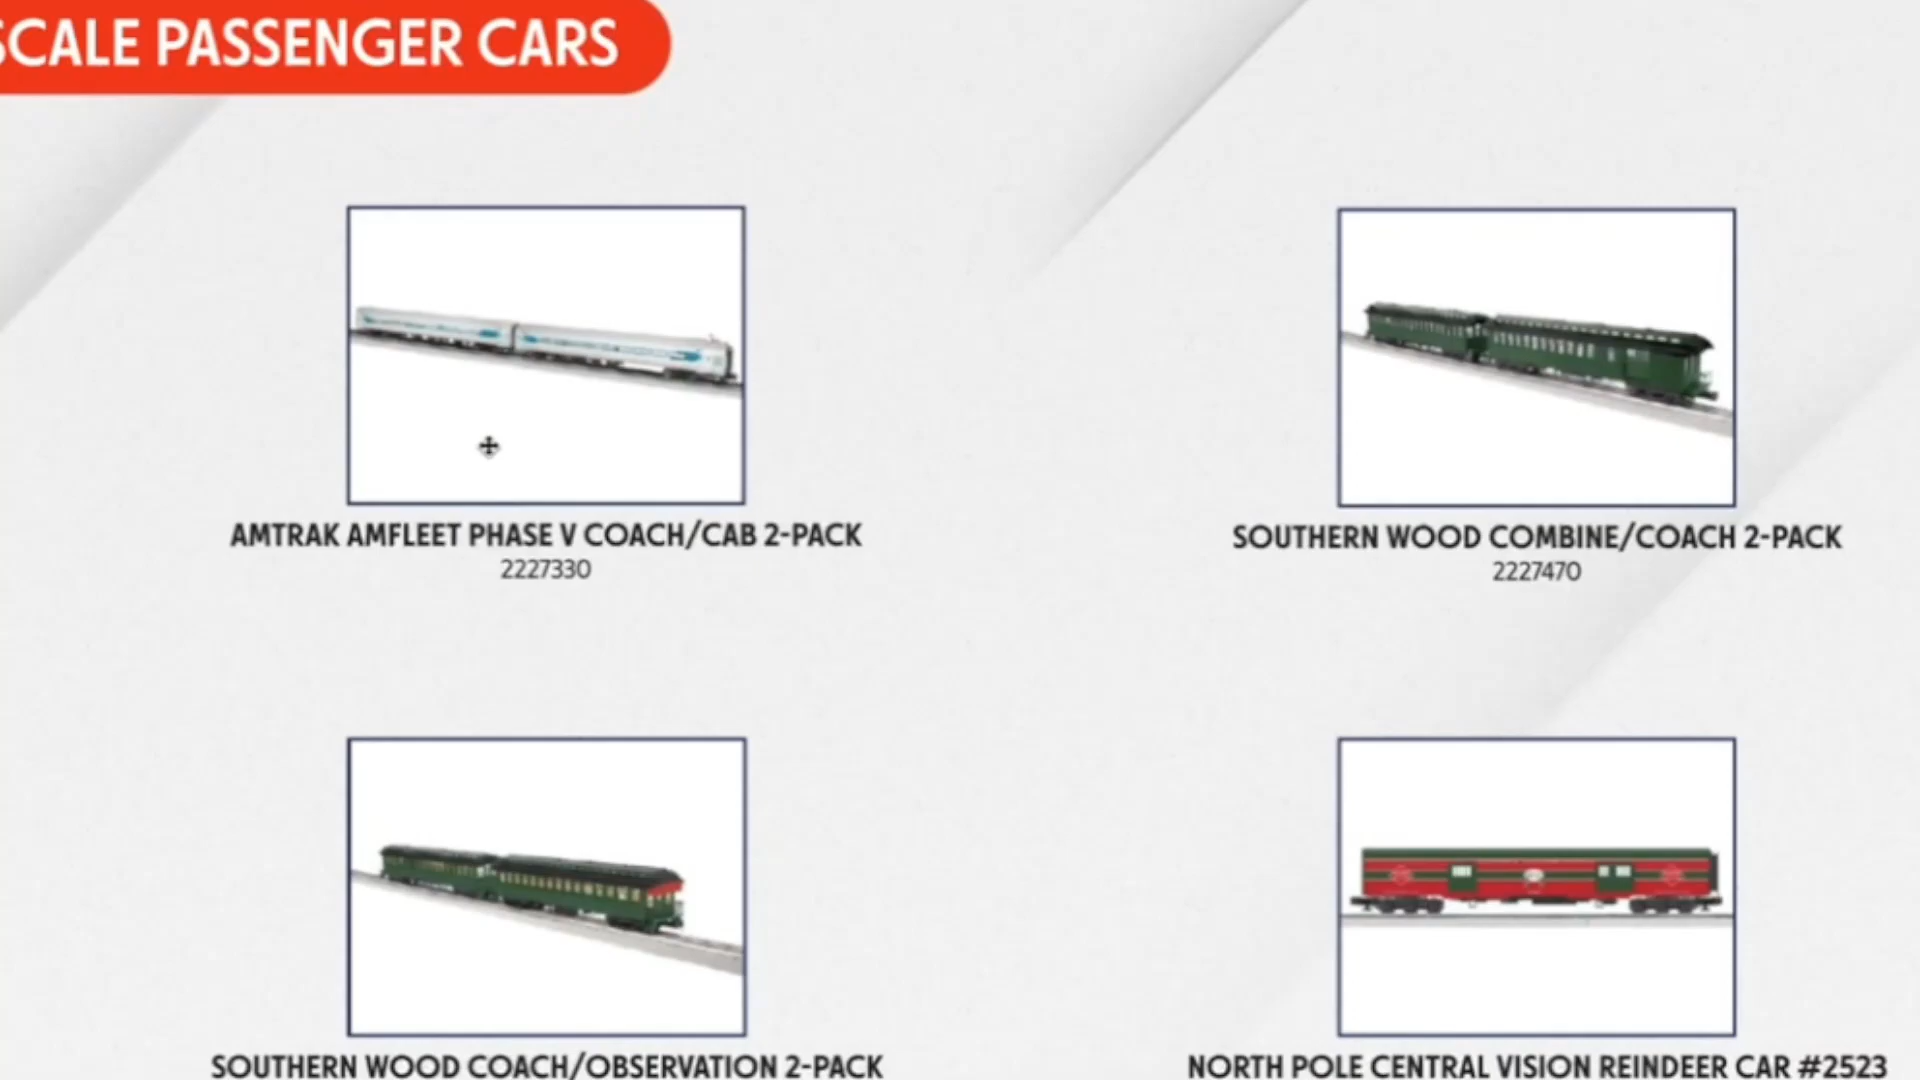 SCALE PASSENGER CARS
AMTRAK AMFLEET PHASE V COACH/CAB 2-PACK
2227330
SOUTHERN WOOD COMBINE/COACH 2-PACK
2227470
SOUTHERN WOOD COACH/OBSERVATION 2-PACK
NORTH POLE CENTRAL VISION REINDEER CAR #2523